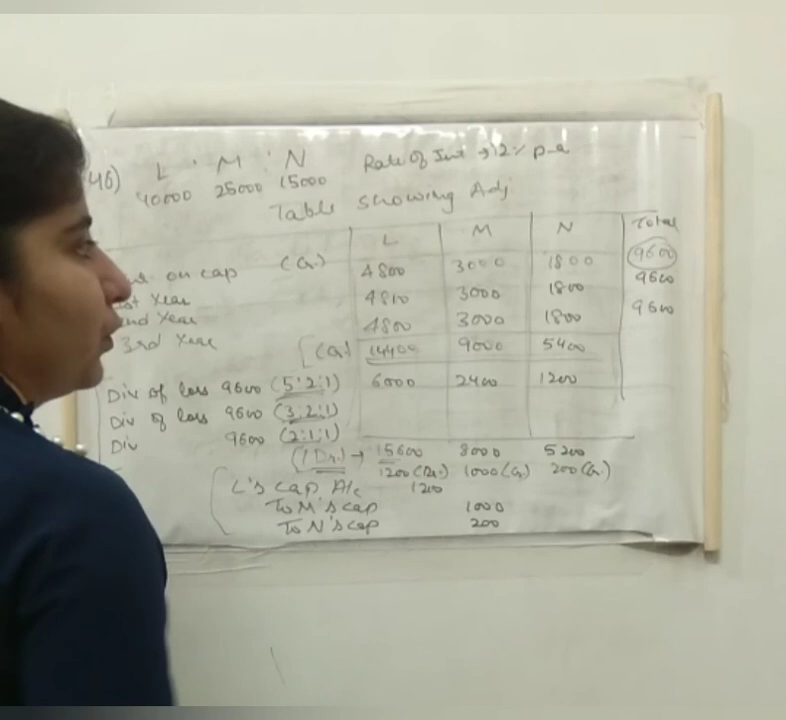 46) L : M : N Rate of Int → 12% p.a
40000 25000 15000
Table showing Adj
L M N Total
on cap (Cr.) 4800 3000 1800 9600
1st Year 4800 3000 1800 9600
2nd Year 4800 3000 1800 9600
3rd Year (Cr) 14400 9000 5400
Div of loss 9600 (5:2:1) 6000 2400 1200
Div of loss 9600 (3:2:1)
Div 9600 (2:1:1)
(Dr.) → 15600 8000 5200
1200 (Dr.) 1000 (Cr.) 200 (Cr.)
L's cap A/c 1200
To M's cap 1000
To N's cap 200